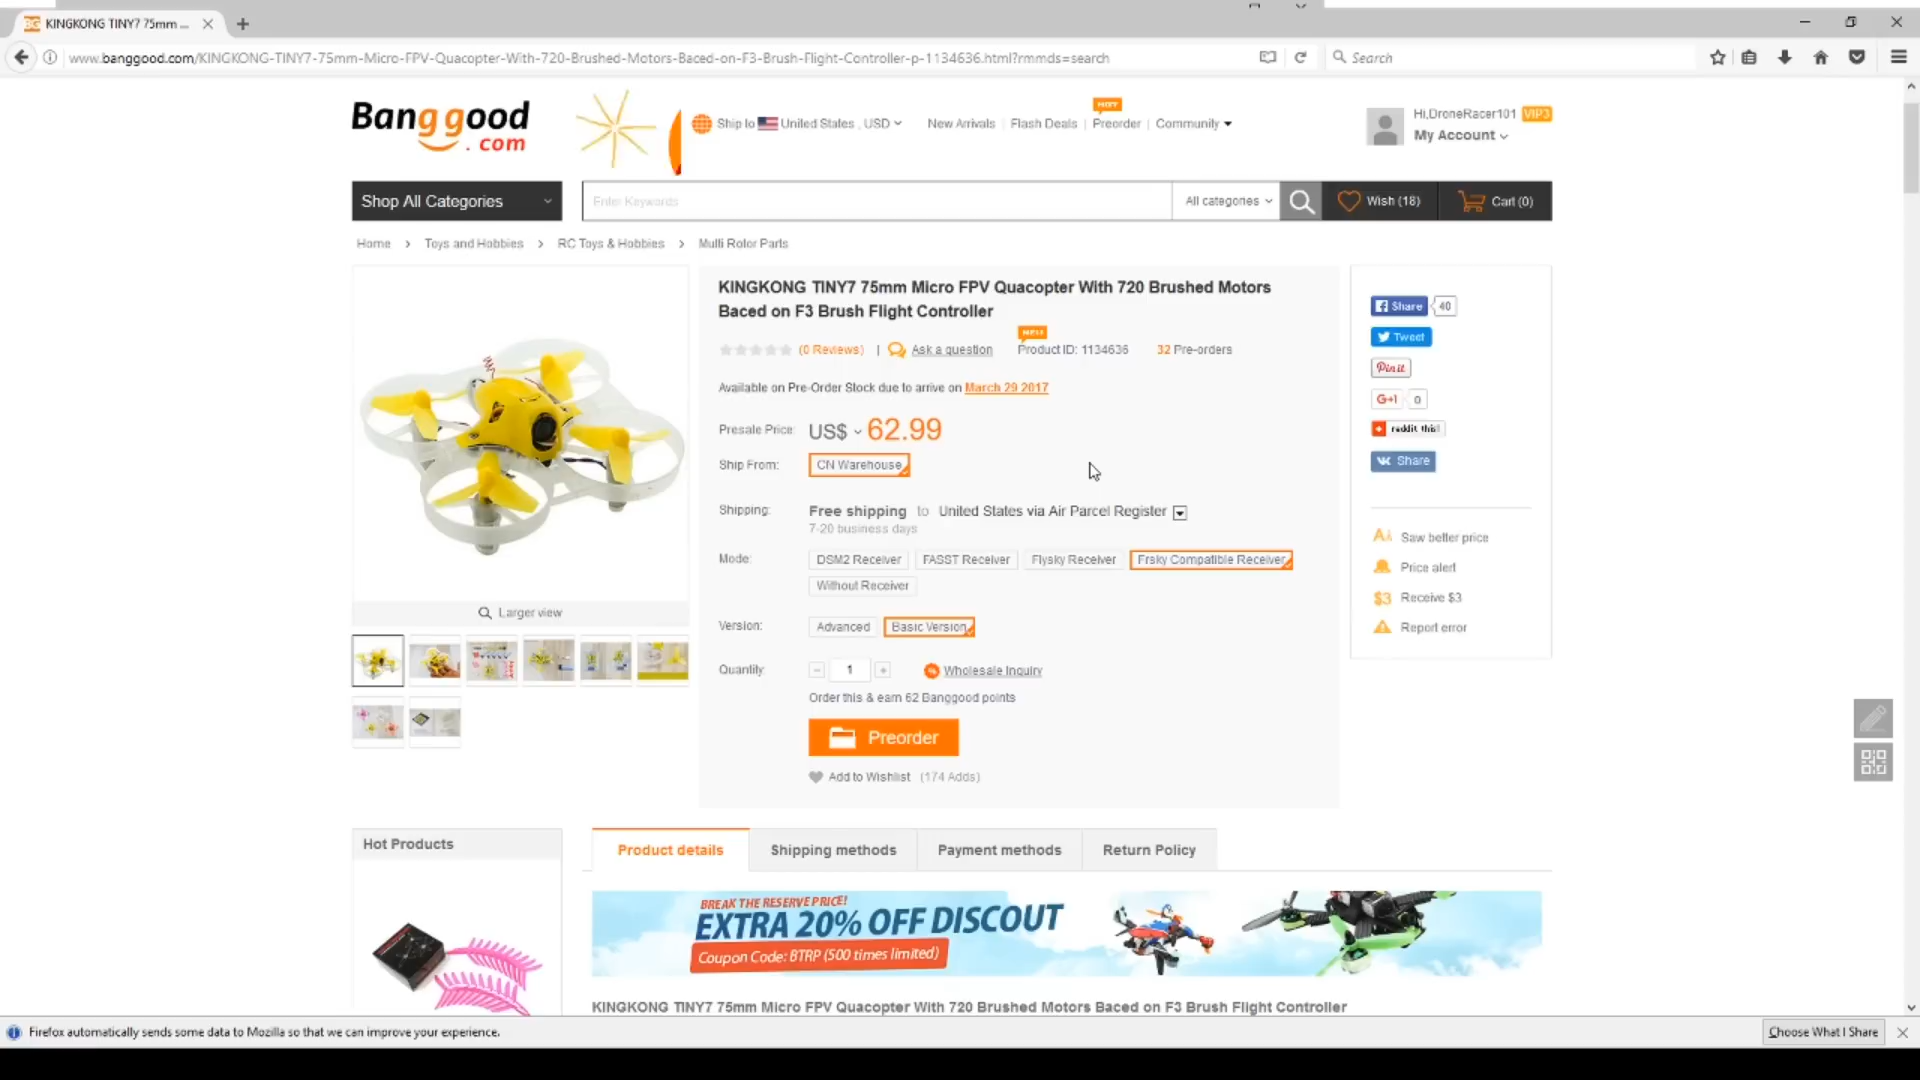 KINGKONG TINY7 75mm ...
www.banggood.com/KINGKONG-TINY7-75mm-Micro-FPV-Quacopter-With-720-Brushed-Motors-Baced-on-F3-Brush-Flight-Controller-p-1134636.html?rmmds=search
Search
Banggood
.com
Ship to United States , USD
New Arrivals
Flash Deals
HOT
Preorder
Community
Hi,DroneRacer101 VIP3
My Account
Shop All Categories
Enter Keywords
All categories
Wish (18)
Cart (0)
Home > Toys and Hobbies > RC Toys & Hobbies > Multi Rotor Parts
KINGKONG TINY7 75mm Micro FPV Quacopter With 720 Brushed Motors
Baced on F3 Brush Flight Controller
NEW
(0 Reviews) | Ask a question Product ID: 1134636 32 Pre-orders
Available on Pre-Order Stock due to arrive on March 29 2017
Presale Price: US$ 62.99
Ship From: CN Warehouse
Shipping: Free shipping to United States via Air Parcel Register
7-20 business days
Mode: DSM2 Receiver FASST Receiver Flysky Receiver Frsky Compatible Receiver
Without Receiver
Version: Advanced Basic Version
Quantity: - 1 + Wholesale Inquiry
Order this & earn 62 Banggood points
Preorder
Add to Wishlist (174 Adds)
Larger view
Share 40
Tweet
Pin it
G+1 0
reddit this!
Share
Saw better price
Price alert
$3 Receive $3
Report error
Hot Products
Product details
Shipping methods
Payment methods
Return Policy
BREAK THE RESERVE PRICE!
EXTRA 20% OFF DISCOUT
Coupon Code: BTRP (500 times limited)
KINGKONG TINY7 75mm Micro FPV Quacopter With 720 Brushed Motors Baced on F3 Brush Flight Controller
Firefox automatically sends some data to Mozilla so that we can improve your experience.
Choose What I Share